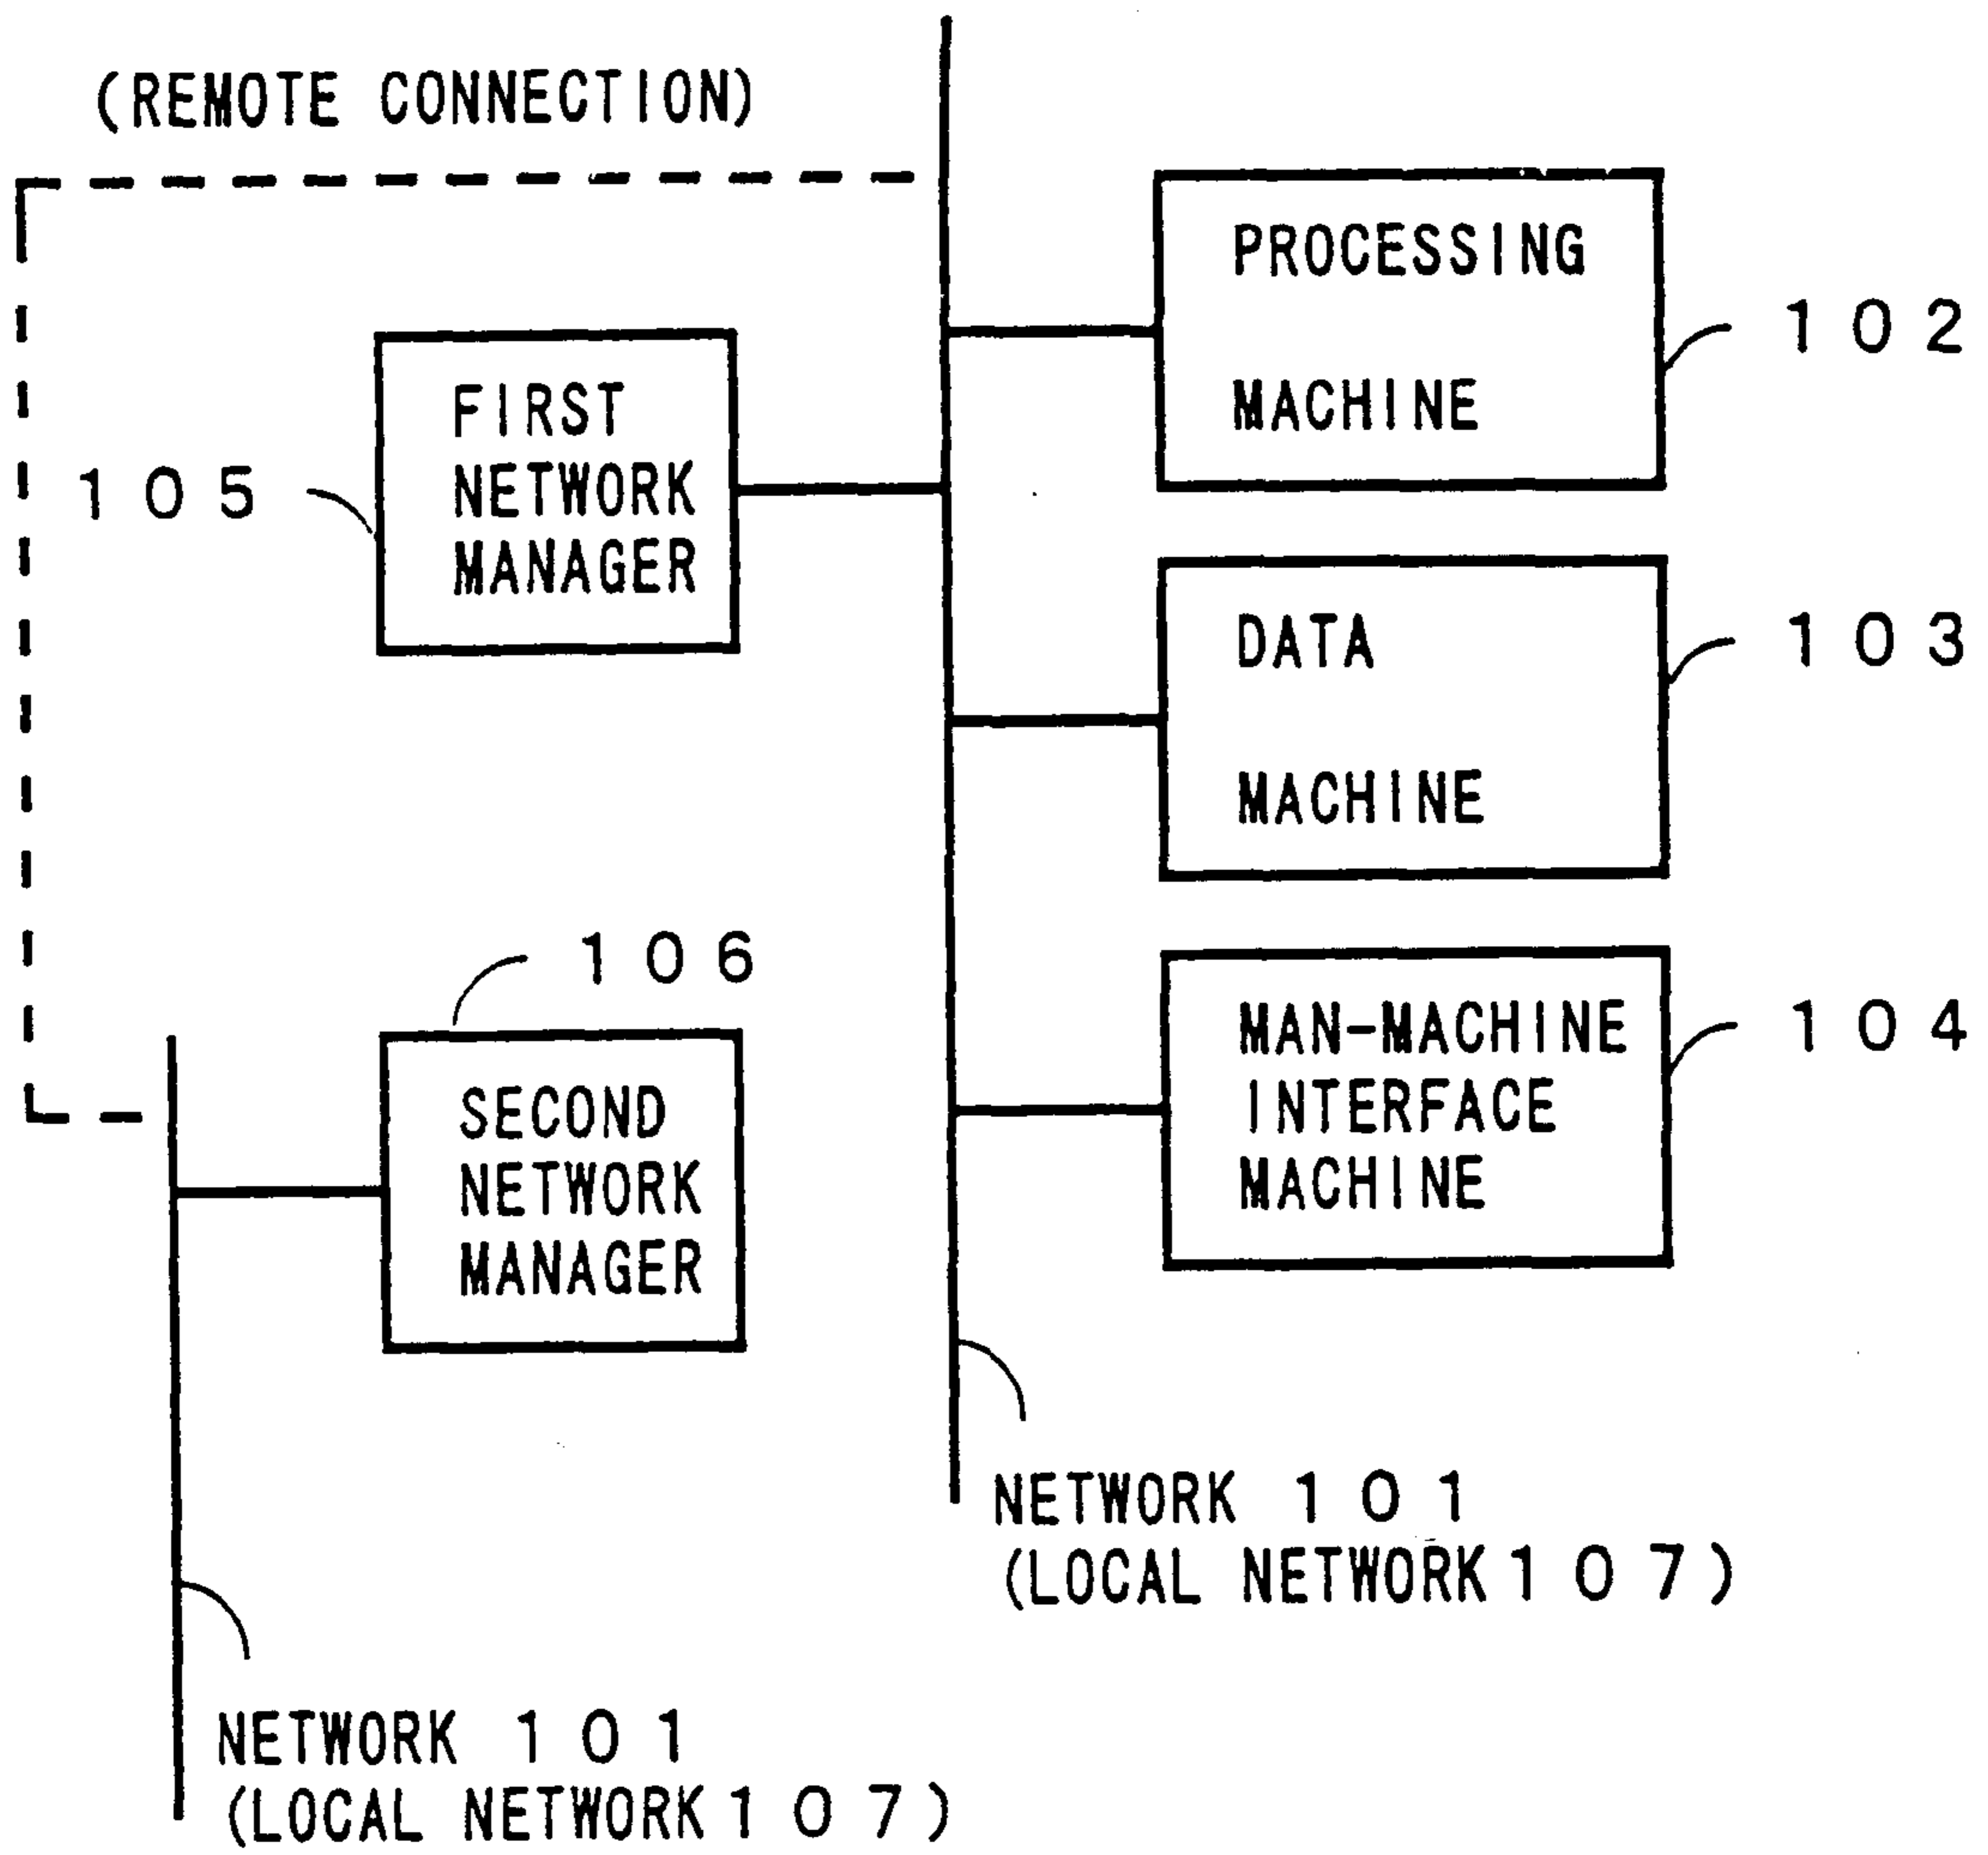 (REMOTE CONNECTION)
PROCESSING
MACHINE
102
FIRST
NETWORK
MANAGER
105
DATA
MACHINE
103
106
SECOND
NETWORK
MANAGER
MAN-MACHINE
INTERFACE
MACHINE
104
NETWORK 101
(LOCAL NETWORK 107)
NETWORK 101
(LOCAL NETWORK 107)